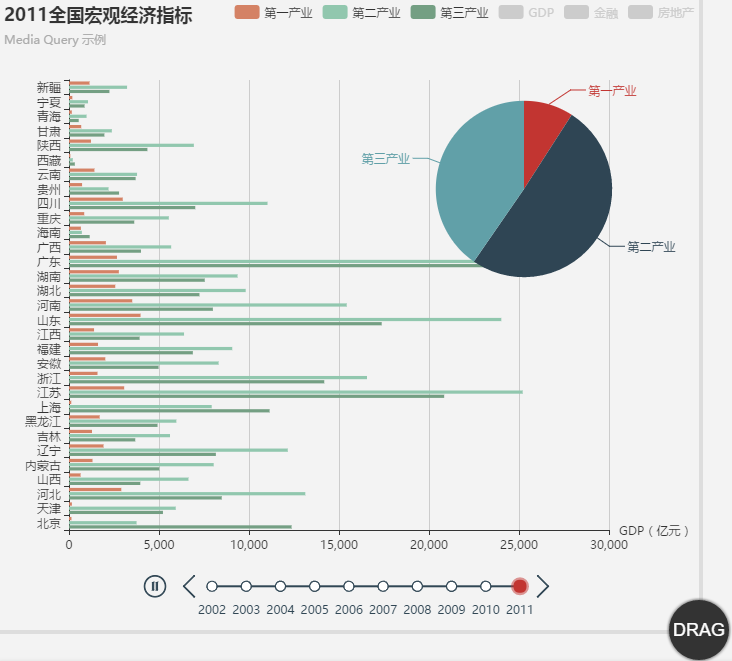 2011全国宏观经济指标
第一产业 第二产业 第三产业 GDP 金融 房地产
Media Query 示例
第一产业
第三产业
第二产业
新疆
宁夏
青海
甘肃
陕西
西藏
云南
贵州
四川
重庆
海南
广西
广东
湖南
湖北
河南
山东
江西
福建
安徽
浙江
江苏
上海
黑龙江
吉林
辽宁
内蒙古
山西
河北
天津
北京
GDP（亿元）
0 5,000 10,000 15,000 20,000 25,000 30,000
2002 2003 2004 2005 2006 2007 2008 2009 2010 2011
DRAG